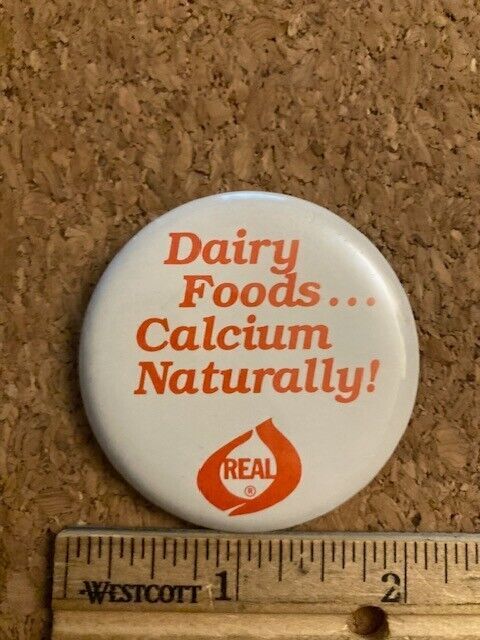 Dairy
Foods...
Calcium
Naturally!
REAL
®
WESTCOTT 1 2